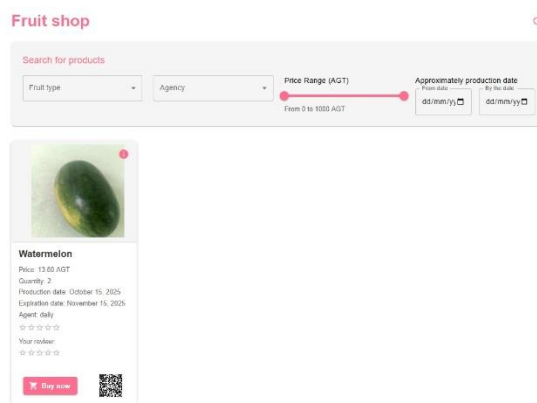 Fruit shop
Search for products
Fruit type
Agency
Price Range (AGT)
From 0 to 1000 AGT
Approximately production date
From date
By the date
dd/mm/yy
dd/mm/yy
Watermelon
Price: 13.60 AGT
Quantity: 2
Production date: October 15, 2025
Expiration date: November 15, 2025
Agent: daily
Your review:
Buy now